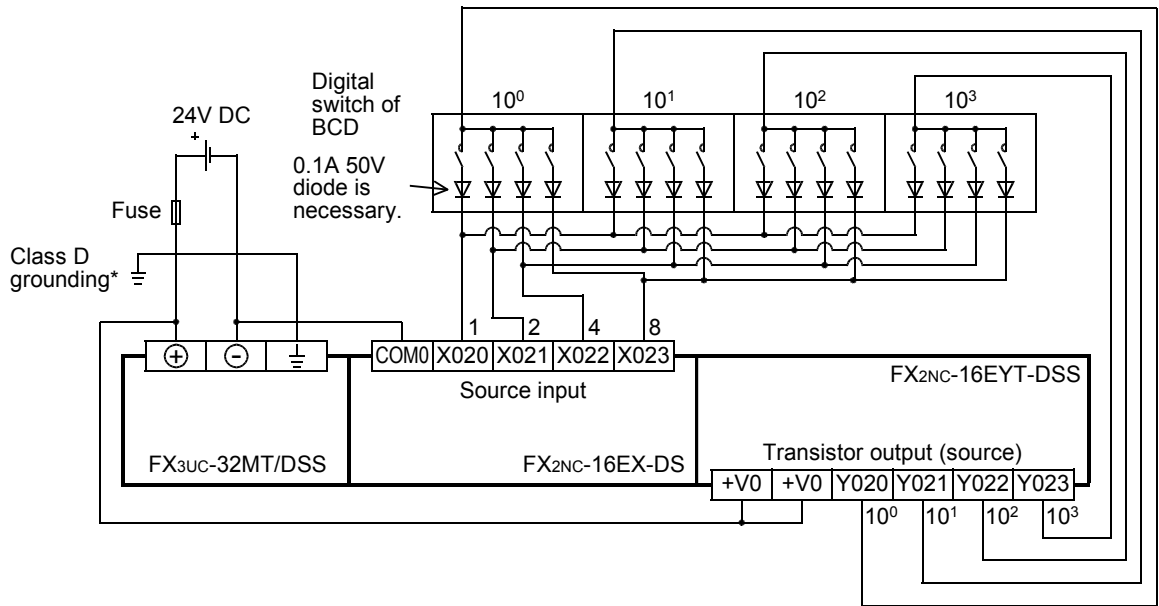 Digital
switch of
BCD
10⁰ 10¹ 10² 10³
24V DC
+
0.1A 50V
diode is
necessary.
Fuse
Class D
grounding*
1 2 4 8
+ - COM0 X020 X021 X022 X023
Source input
FX2NC-16EYT-DSS
FX3UC-32MT/DSS
FX2NC-16EX-DS
Transistor output (source)
+V0 +V0 Y020 Y021 Y022 Y023
10⁰ 10¹ 10² 10³